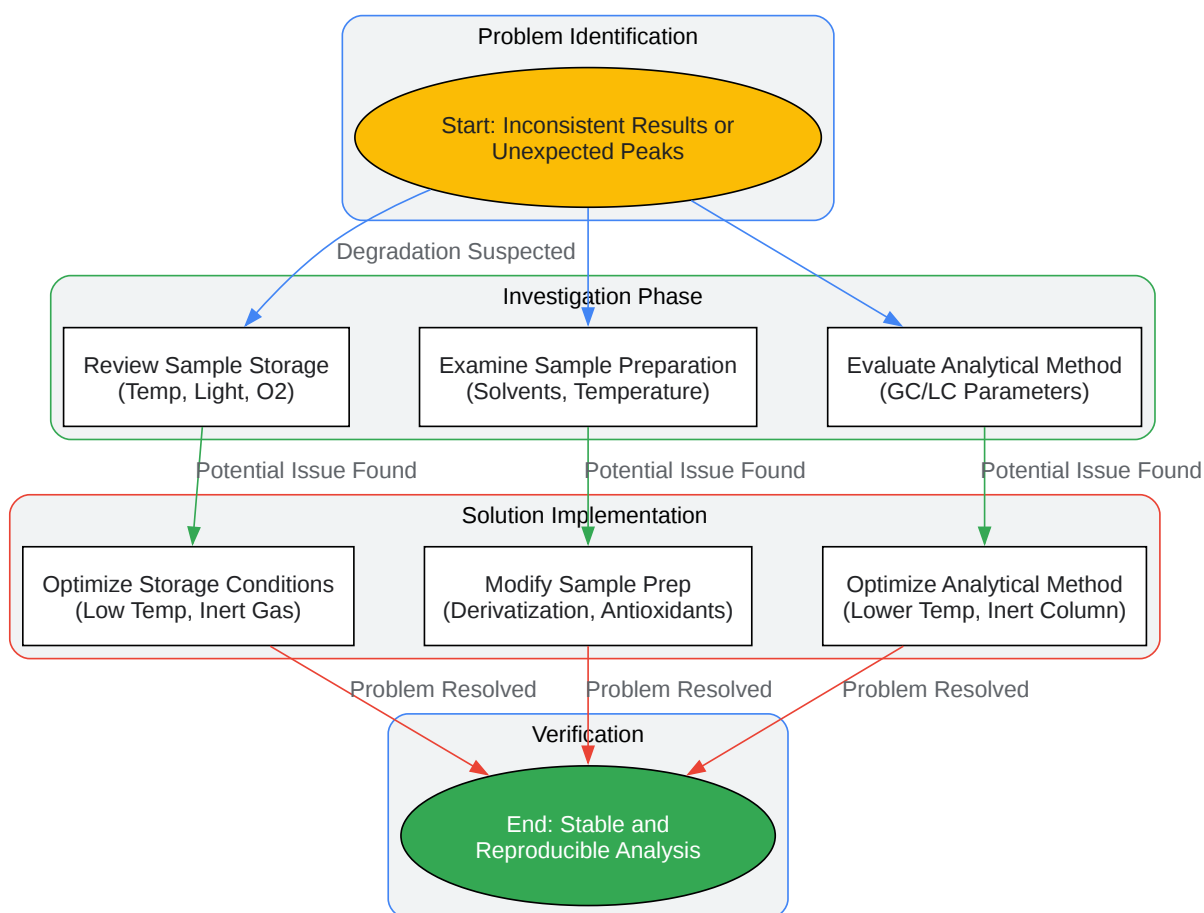 Problem Identification
Start: Inconsistent Results or
Unexpected Peaks
Degradation Suspected
Investigation Phase
Review Sample Storage
(Temp, Light, O2)
Examine Sample Preparation
(Solvents, Temperature)
Evaluate Analytical Method
(GC/LC Parameters)
Potential Issue Found
Potential Issue Found
Potential Issue Found
Solution Implementation
Optimize Storage Conditions
(Low Temp, Inert Gas)
Modify Sample Prep
(Derivatization, Antioxidants)
Optimize Analytical Method
(Lower Temp, Inert Column)
Problem Resolved
Problem Resolved
Problem Resolved
Verification
End: Stable and
Reproducible Analysis